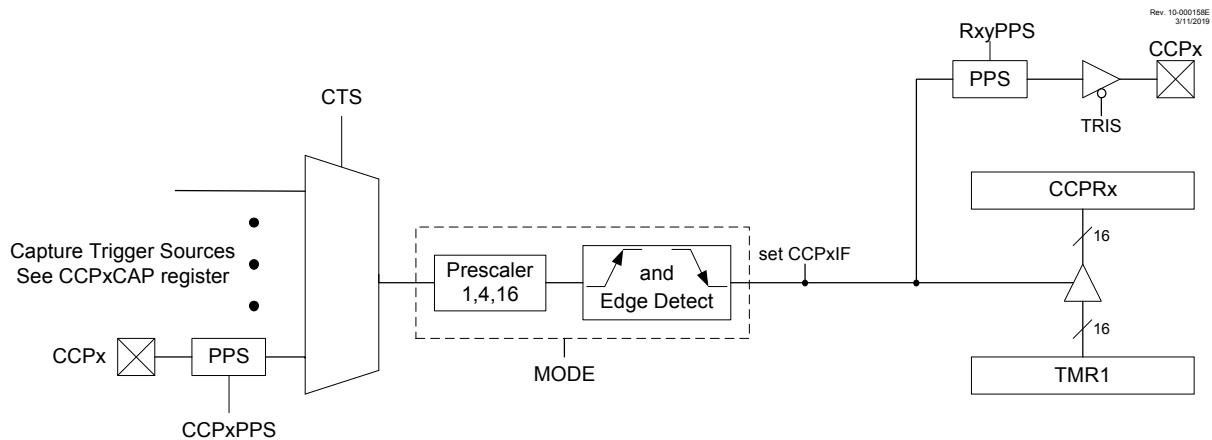 Rev. 10-000158E
3/11/2019
RxyPPS
CCPx
PPS
TRIS
CTS
CCPRx
16
Capture Trigger Sources
See CCPxCAP register
Prescaler
1,4,16
and
Edge Detect
set CCPxIF
16
CCPx
PPS
MODE
TMR1
CCPxPPS